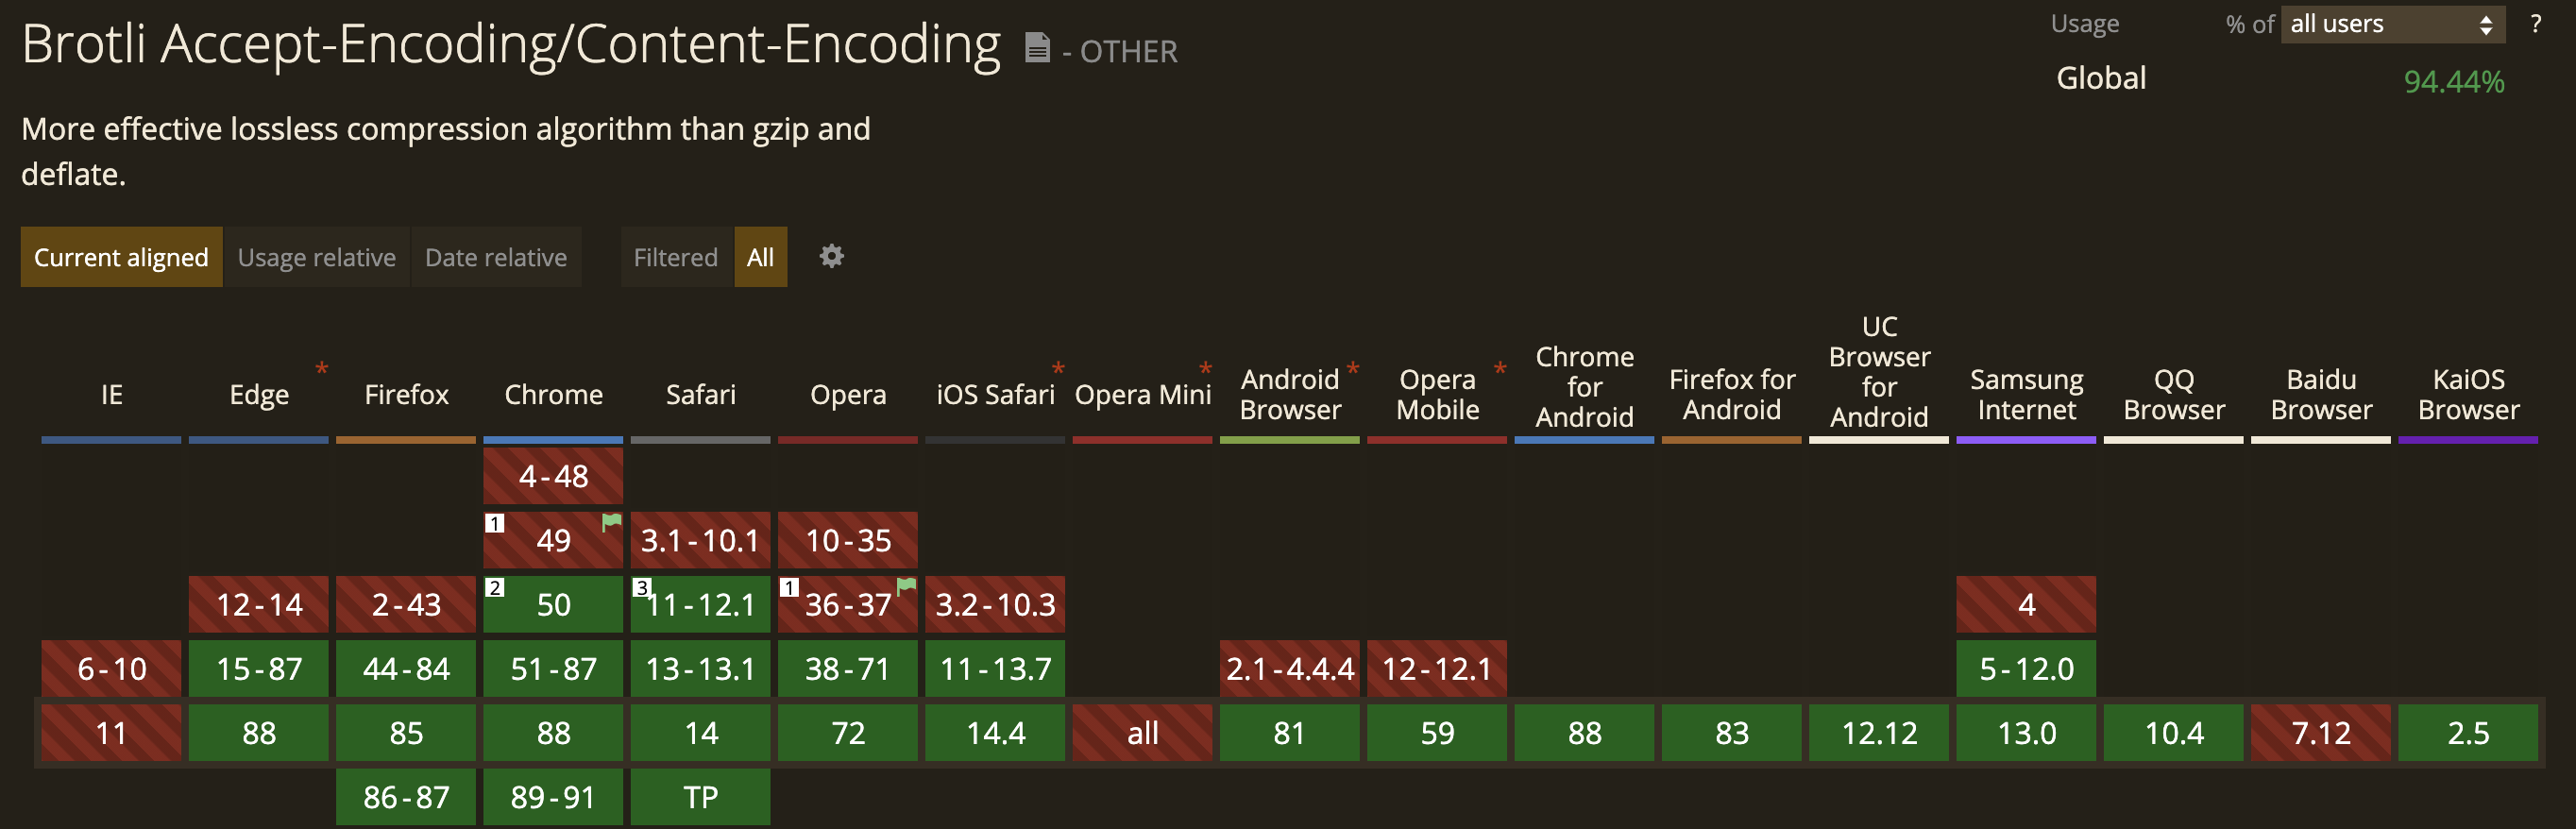 Brotli Accept-Encoding/Content-Encoding - OTHER
Usage % of all users ?
Global 94.44%
More effective lossless compression algorithm than gzip and
deflate.
Current aligned Usage relative Date relative Filtered All
IE
Edge *
Firefox
Chrome
Safari
Opera
iOS Safari *
Opera Mini *
Android *
Browser
Opera *
Mobile
Chrome
for
Android
Firefox for
Android
UC
Browser
for
Android
Samsung
Internet
QQ
Browser
Baidu
Browser
KaiOS
Browser
4-48
1 49 3.1-10.1 10-35
12-14 2-43 2 50 3 11-12.1 1 36-37 3.2-10.3 4
6-10 15-87 44-84 51-87 13-13.1 38-71 11-13.7 2.1-4.4.4 12-12.1 5-12.0
11 88 85 88 14 72 14.4 all 81 59 88 83 12.12 13.0 10.4 7.12 2.5
86-87 89-91 TP